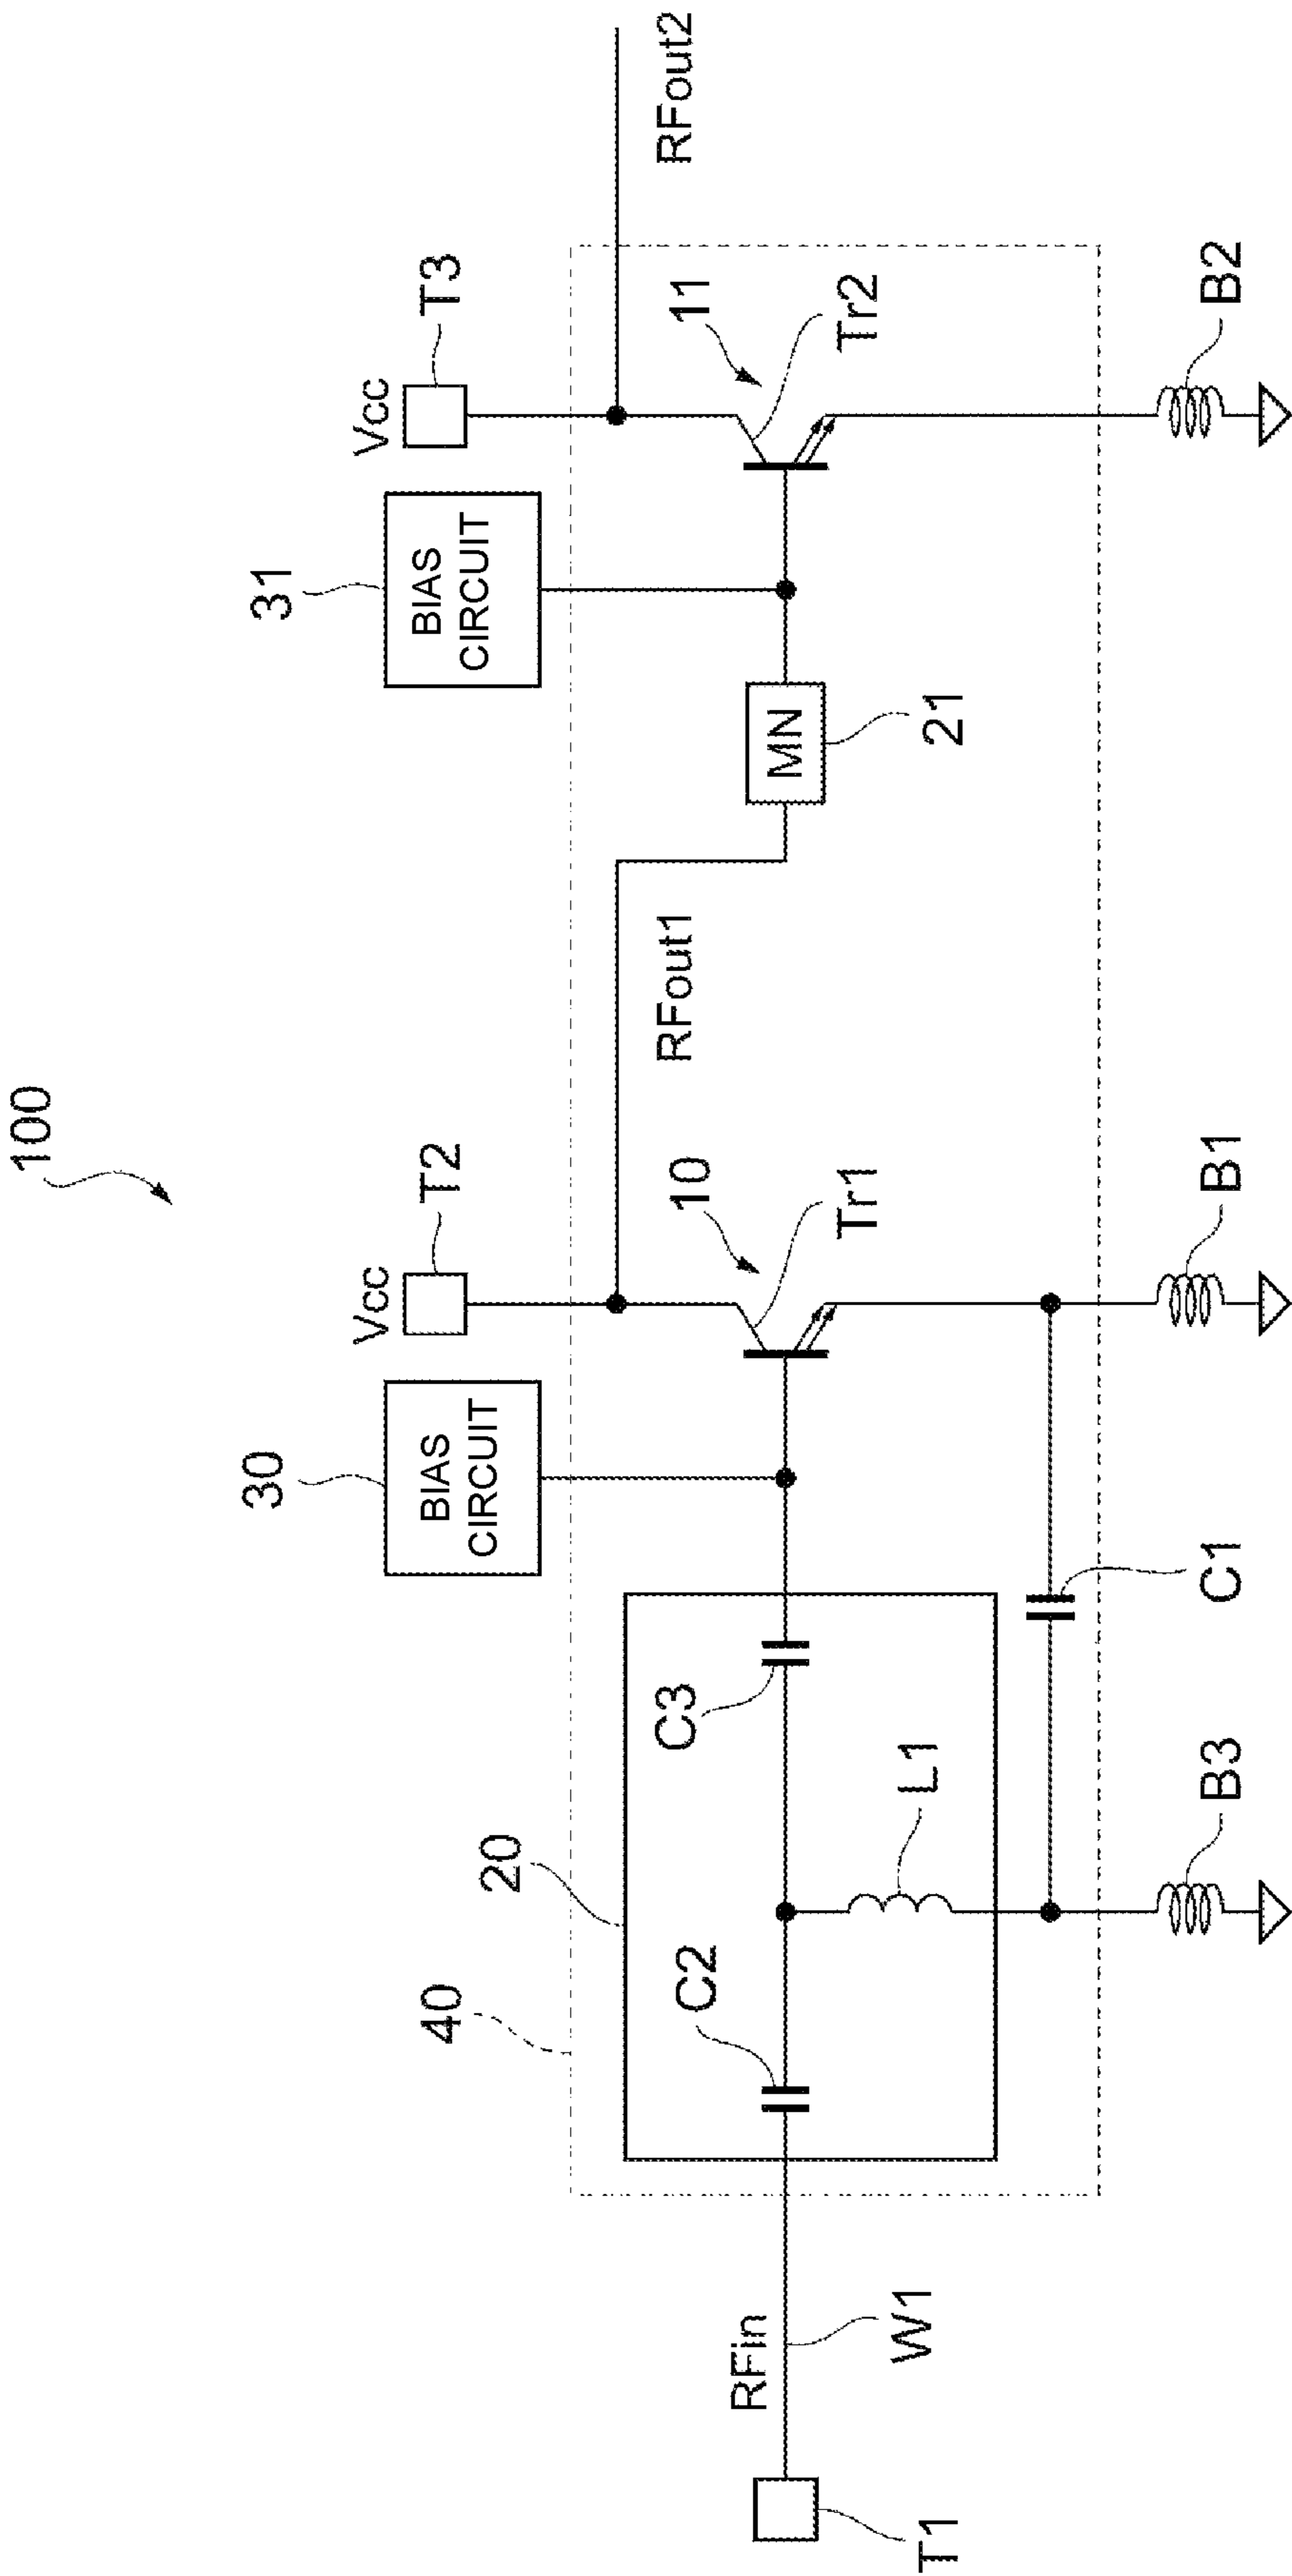 100
Vcc
T2
Vcc
T3
30
BIAS
CIRCUIT
31
BIAS
CIRCUIT
40
20
RFout1
RFout2
C2
C3
10
11
RFin
MN
Tr1
Tr2
W1
L1
21
T1
C1
B3
B1
B2